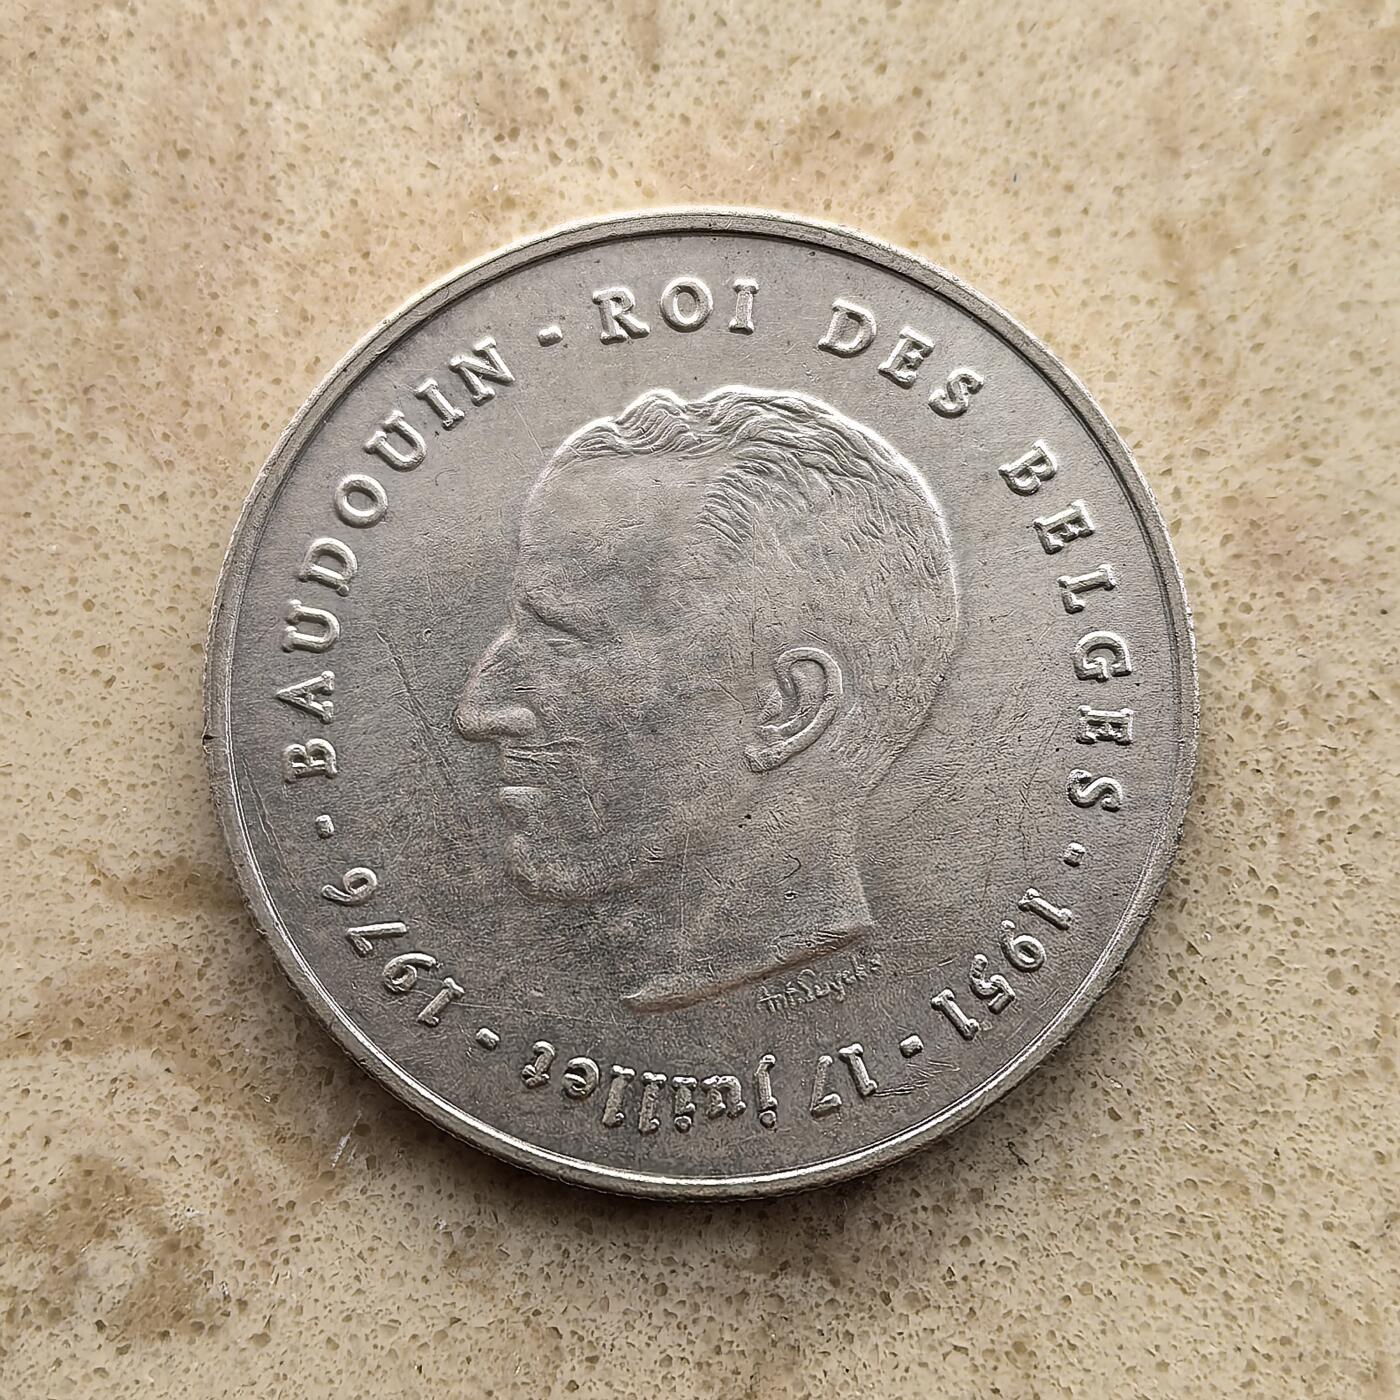 BAUDOUIN - ROI DES BELGES - 1951 - 17 juillet - 1976 -